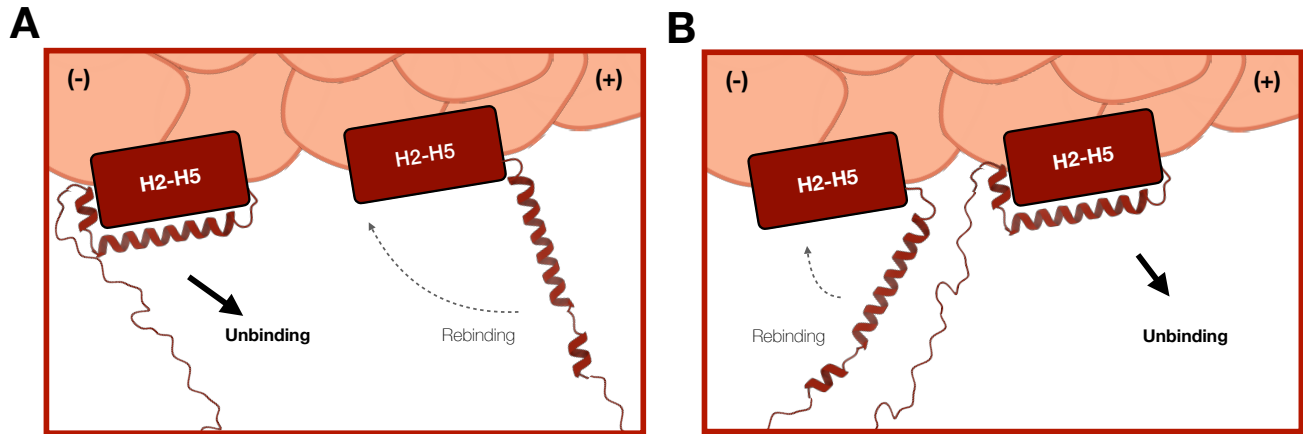 A
(-)
(+)
H2-H5
H2-H5
Unbinding
Rebinding
B
(-)
(+)
H2-H5
H2-H5
Rebinding
Unbinding